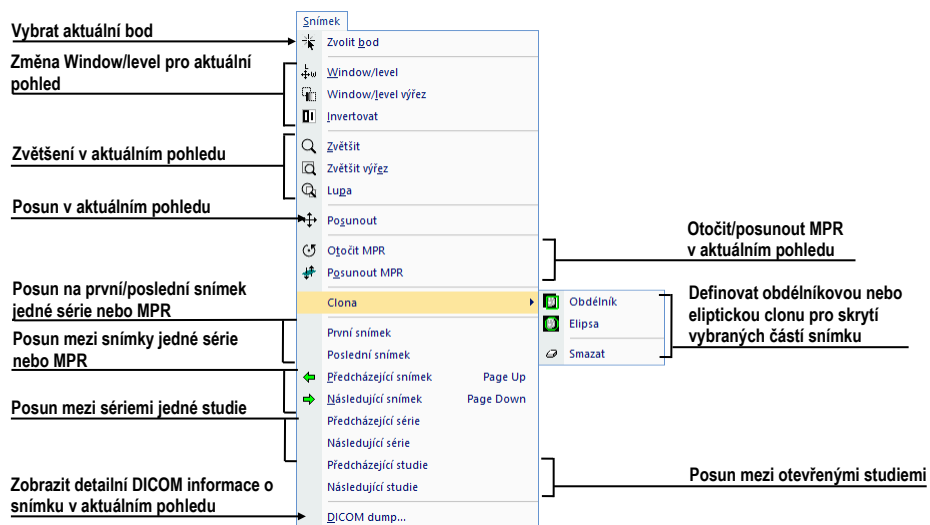 Vybrat aktuální bod
Změna Window/level pro aktuální
pohled
Zvětšení v aktuálním pohledu
Posun v aktuálním pohledu
Posun na první/poslední snímek
jedné série nebo MPR
Posun mezi snímky jedné série
nebo MPR
Posun mezi sériemi jedné studie
Zobrazit detailní DICOM informace o
snímku v aktuálním pohledu
Snímek
Zvolit bod
Window/level
Window/level výřez
Invertovat
Zvětšit
Zvětšit výřez
Lupa
Posunout
Otočit MPR
Posunout MPR
Clona
První snímek
Poslední snímek
Předcházející snímek Page Up
Následující snímek Page Down
Předcházející série
Následující série
Předcházející studie
Následující studie
DICOM dump...
Obdélník
Elipsa
Smazat
Otočit/posunout MPR
v aktuálním pohledu
Definovat obdélníkovou nebo
eliptickou clonu pro skrytí
vybraných částí snímku
Posun mezi otevřenými studiemi